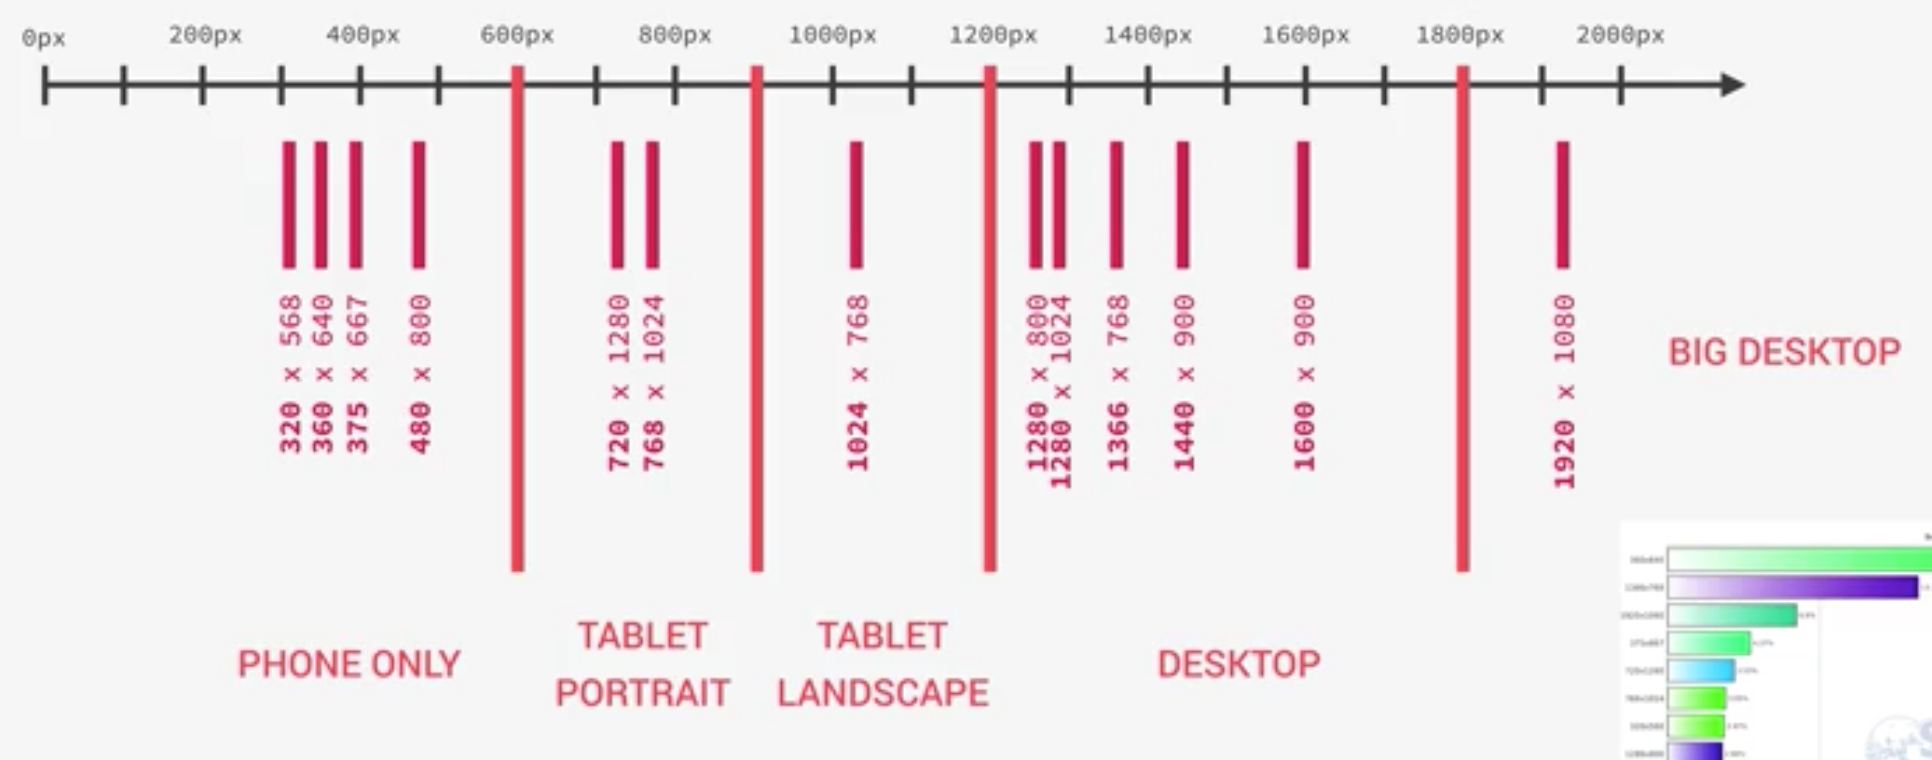 0px 200px 400px 600px 800px 1000px 1200px 1400px 1600px 1800px 2000px
320 x 568
360 x 640
375 x 667
480 x 800
720 x 1280
768 x 1024
1024 x 768
1280 x 800
1280 x 1024
1366 x 768
1440 x 900
1600 x 900
1920 x 1080
BIG DESKTOP
PHONE ONLY
TABLET
PORTRAIT
TABLET
LANDSCAPE
DESKTOP